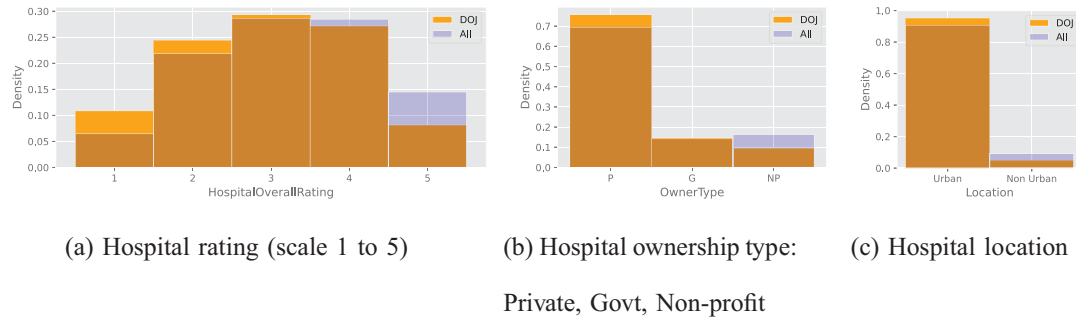 0.30
0.25
0.20
0.15
0.10
0.05
0.00
Density
1 2 3 4 5
HospitalOverallRating
DOJ
All
0.7
0.6
0.5
0.4
0.3
0.2
0.1
0.0
Density
P G NP
OwnerType
DOJ
All
1.0
0.8
0.6
0.4
0.2
0.0
Density
Urban Non Urban
Location
DOJ
All
(a) Hospital rating (scale 1 to 5)
(b) Hospital ownership type:
Private, Govt, Non-profit
(c) Hospital location